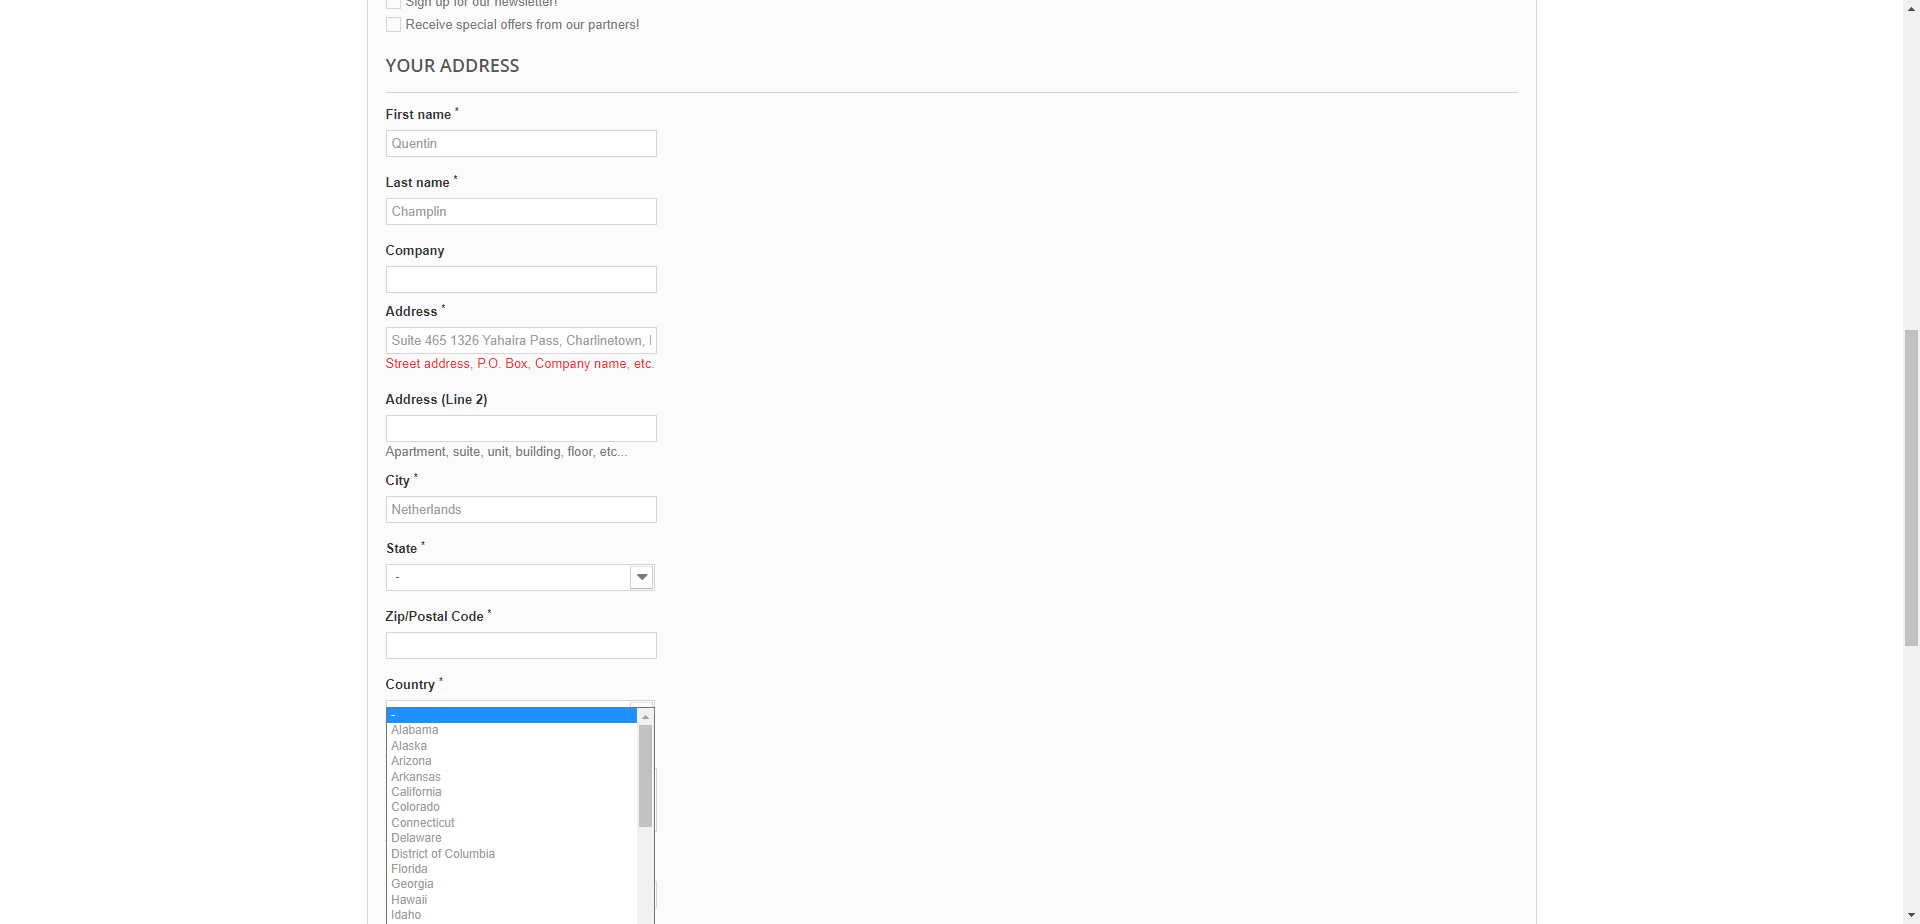 Sign up for our newsletter!
Receive special offers from our partners!
YOUR ADDRESS
First name *
Quentin
Last name *
Champlin
Company
Address *
Suite 465 1326 Yahaira Pass, Charlinetown,
Street address, P.O. Box, Company name, etc.
Address (Line 2)
Apartment, suite, unit, building, floor, etc...
City *
Netherlands
State *
-
Zip/Postal Code *
Country *
-
Alabama
Alaska
Arizona
Arkansas
California
Colorado
Connecticut
Delaware
District of Columbia
Florida
Georgia
Hawaii
Idaho